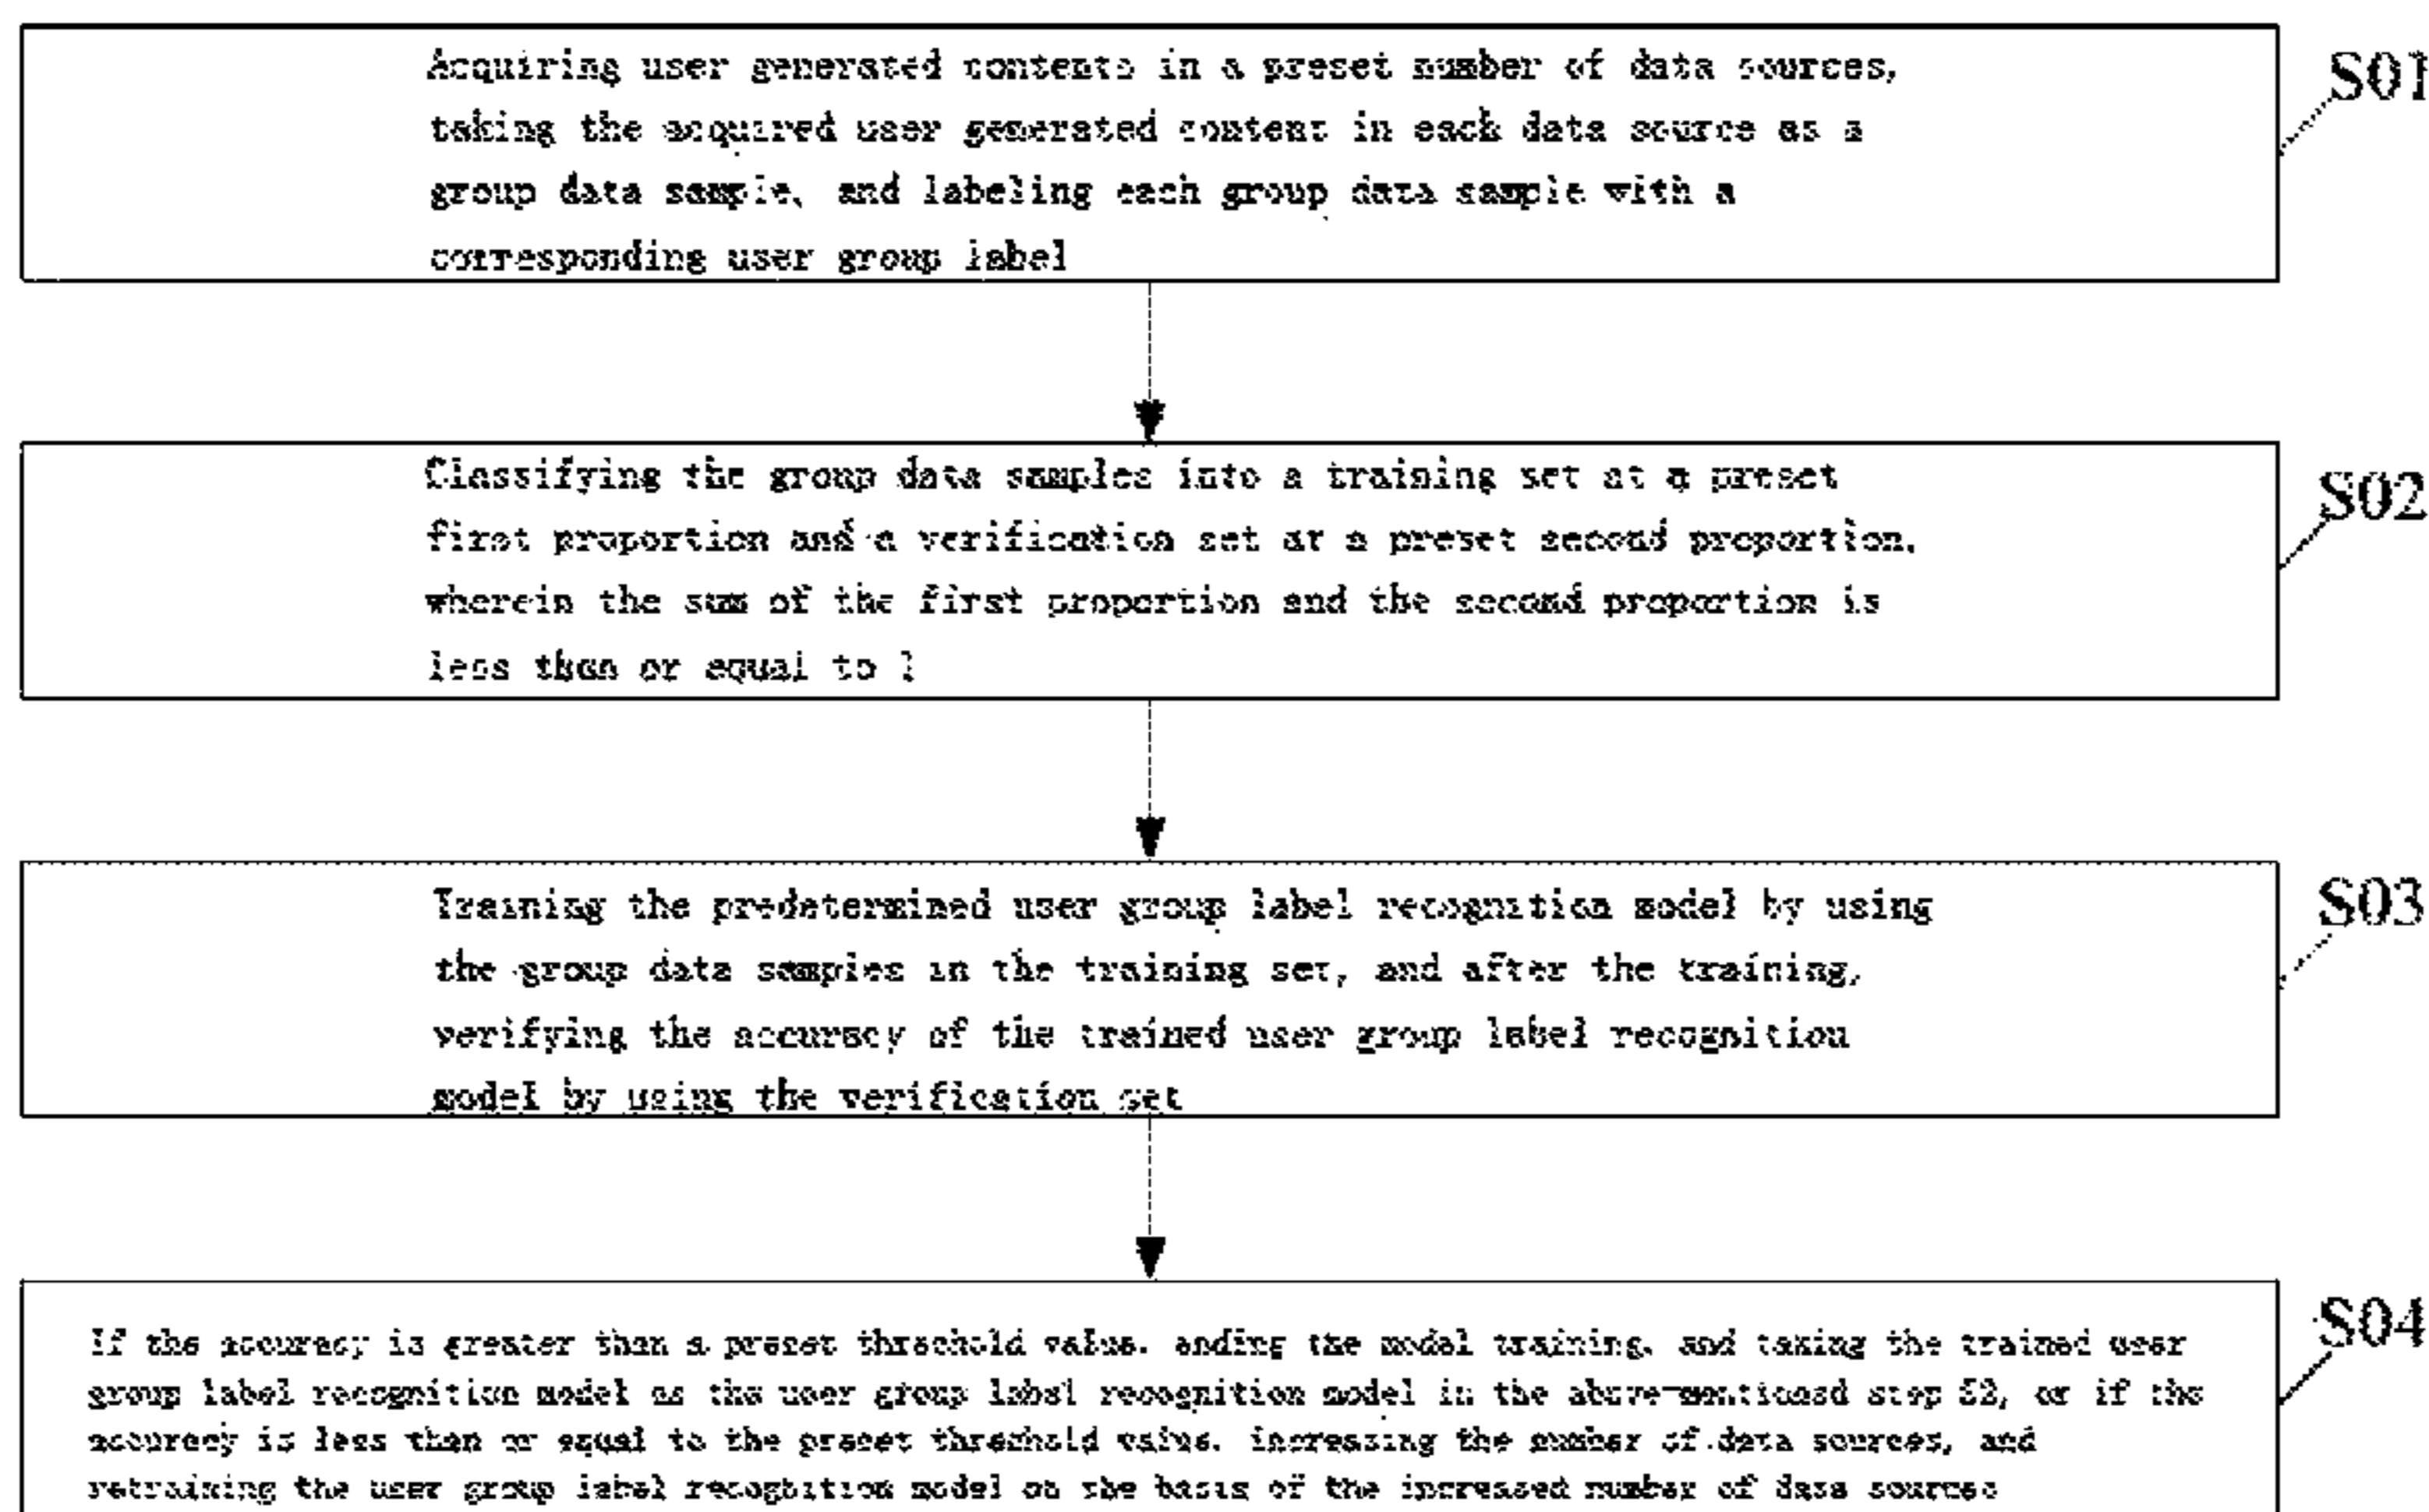 Acquiring user generated contents in a preset number of data sources,
taking the acquired user generated content in each data source as a
group data sample, and labeling each group data sample with a
corresponding user group label
S01
Classifying the group data samples into a training set at a preset
first proportion and a verification set at a preset second proportion,
wherein the sum of the first proportion and the second proportion is
less than or equal to 1
S02
Training the predetermined user group label recognition model by using
the group data samples in the training set, and after the training,
verifying the accuracy of the trained user group label recognition
model by using the verification set
S03
If the accuracy is greater than a preset threshold value, ending the model training, and taking the trained user
group label recognition model as the user group label recognition model in the above-mentioned step S2, or if the
accuracy is less than or equal to the preset threshold value, increasing the number of data sources, and
retraining the user group label recognition model on the basis of the increased number of data sources
S04